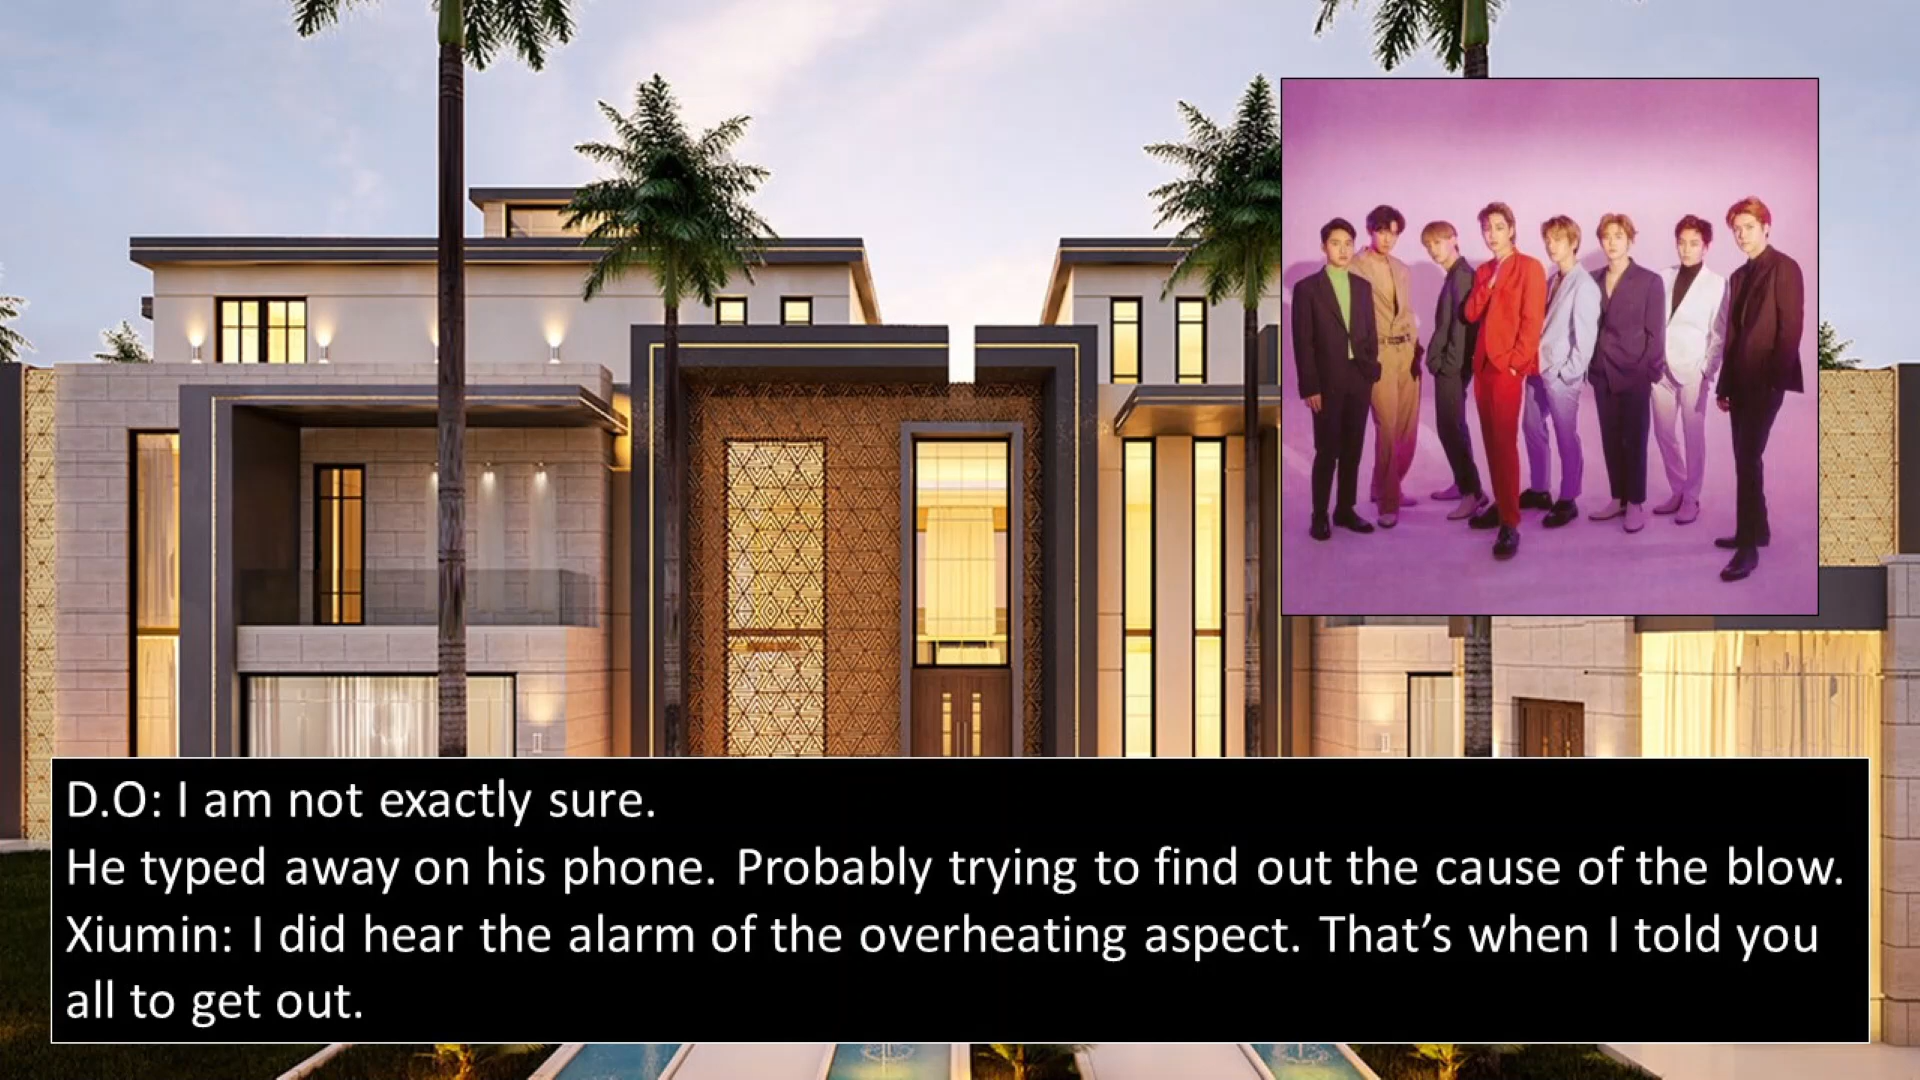 D.O: I am not exactly sure.
He typed away on his phone. Probably trying to find out the cause of the blow.
Xiumin: I did hear the alarm of the overheating aspect. That’s when I told you
all to get out.